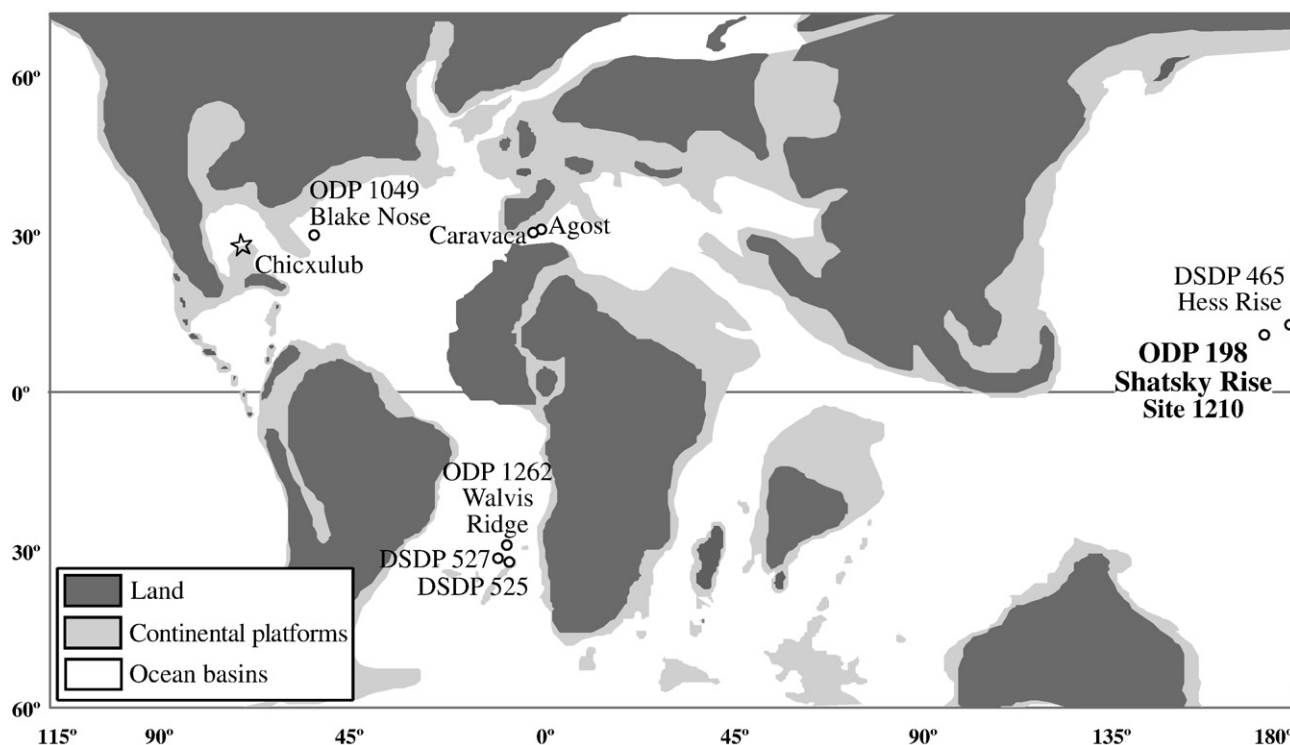 60º
30º
0º
30º
60º
115º
90º
45º
0º
45º
90º
135º
180º
ODP 1049
Blake Nose
Chicxulub
Caravaca
Agost
DSDP 465
Hess Rise
ODP 198
Shatsky Rise
Site 1210
ODP 1262
Walvis
Ridge
DSDP 527
DSDP 525
Land
Continental platforms
Ocean basins